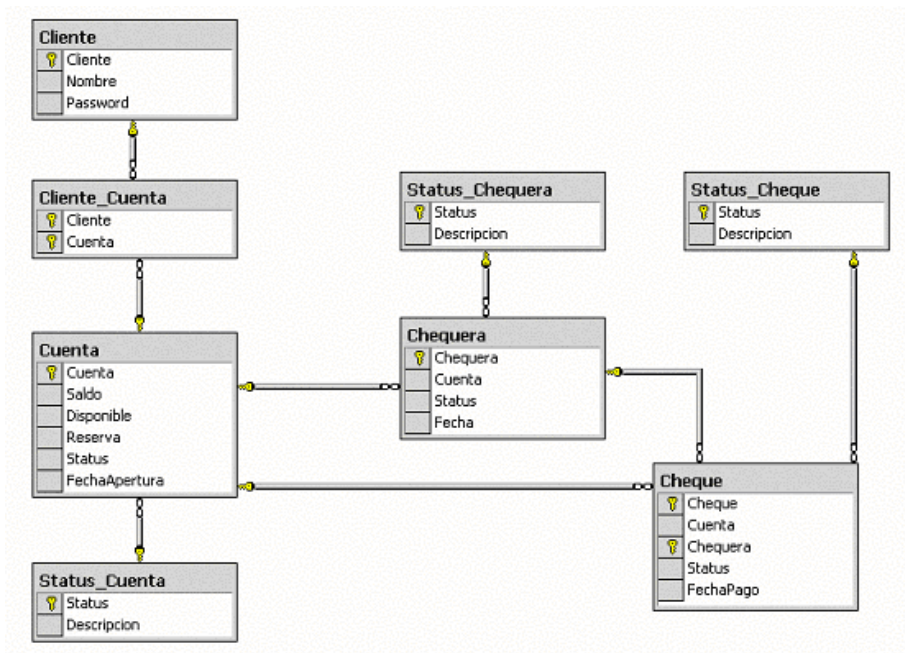 Cliente
Cliente
Nombre
Password
Cliente_Cuenta
Cliente
Cuenta
Cuenta
Cuenta
Saldo
Disponible
Reserva
Status
FechaApertura
Status_Cuenta
Status
Descripcion
Status_Chequera
Status
Descripcion
Chequera
Chequera
Cuenta
Status
Fecha
Status_Cheque
Status
Descripcion
Cheque
Cheque
Cuenta
Chequera
Status
FechaPago